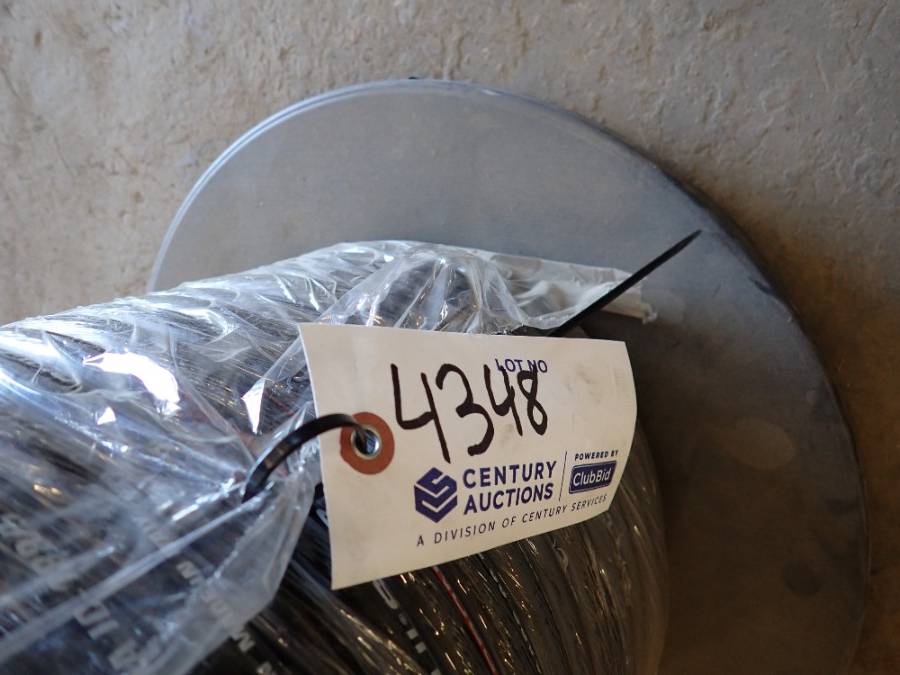 LOT NO
4348
CENTURY
AUCTIONS
POWERED BY
ClubBid
A DIVISION OF CENTURY SERVICES